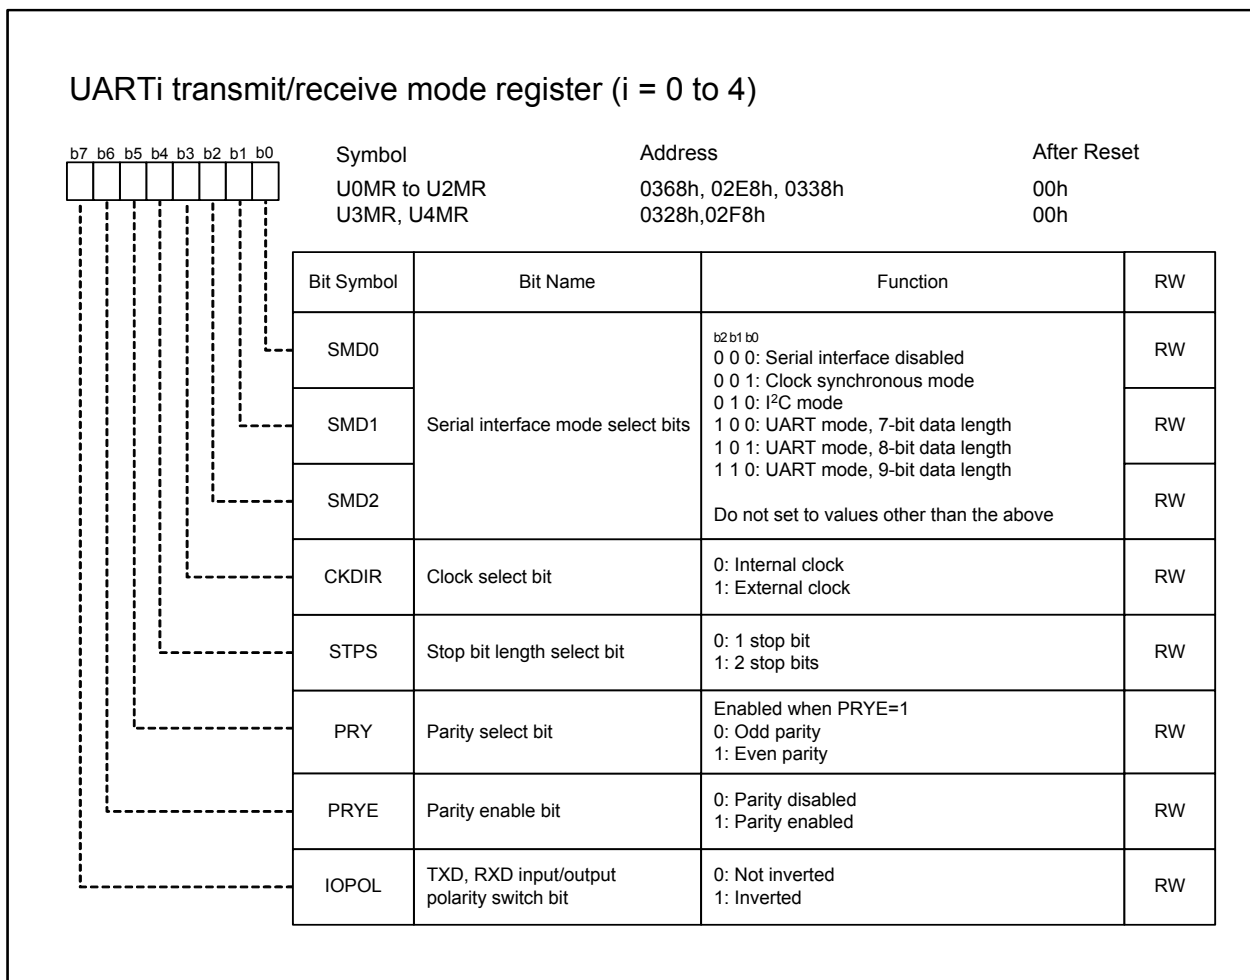 UARTi transmit/receive mode register (i = 0 to 4)
b7 b6 b5 b4 b3 b2 b1 b0
Symbol Address After Reset
U0MR to U2MR 0368h, 02E8h, 0338h 00h
U3MR, U4MR 0328h,02F8h 00h
Bit Symbol Bit Name Function RW
SMD0 RW
SMD1 Serial interface mode select bits RW
SMD2 RW
b2 b1 b0
0 0 0: Serial interface disabled
0 0 1: Clock synchronous mode
0 1 0: I²C mode
1 0 0: UART mode, 7-bit data length
1 0 1: UART mode, 8-bit data length
1 1 0: UART mode, 9-bit data length
Do not set to values other than the above
CKDIR Clock select bit RW
0: Internal clock
1: External clock
STPS Stop bit length select bit RW
0: 1 stop bit
1: 2 stop bits
PRY Parity select bit RW
Enabled when PRYE=1
0: Odd parity
1: Even parity
PRYE Parity enable bit RW
0: Parity disabled
1: Parity enabled
IOPOL RW
TXD, RXD input/output
polarity switch bit
0: Not inverted
1: Inverted